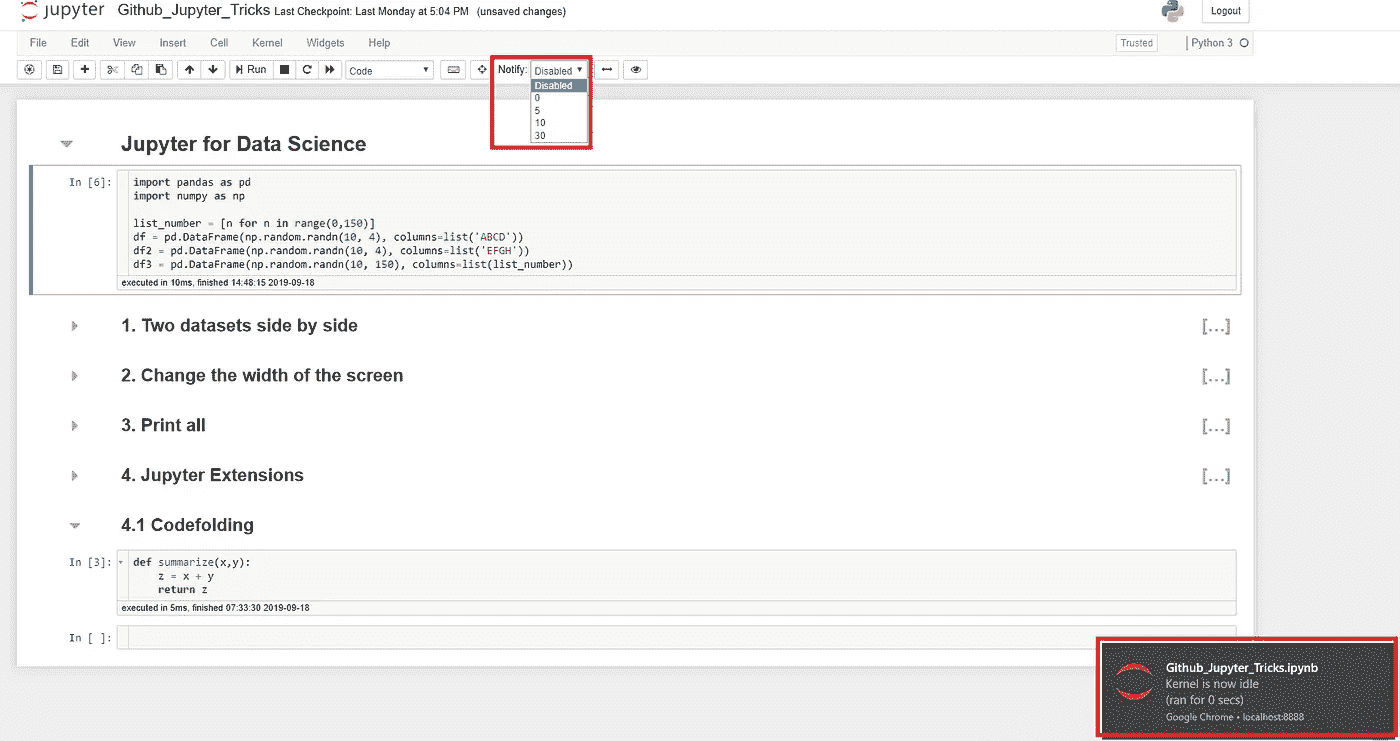 jupyter Github_Jupyter_Tricks Last Checkpoint: Last Monday at 5:04 PM (unsaved changes) Logout
File Edit View Insert Cell Kernel Widgets Help Trusted Python 3
Run Code Notify: Disabled
Disabled
0
5
10
30
Jupyter for Data Science
In [6]: import pandas as pd
import numpy as np
list_number = [n for n in range(0,150)]
df = pd.DataFrame(np.random.randn(10, 4), columns=list('ABCD'))
df2 = pd.DataFrame(np.random.randn(10, 4), columns=list('EFGH'))
df3 = pd.DataFrame(np.random.randn(10, 150), columns=list(list_number))
executed in 10ms, finished 14:48:15 2019-09-18
1. Two datasets side by side [...]
2. Change the width of the screen [...]
3. Print all [...]
4. Jupyter Extensions [...]
4.1 Codefolding
In [3]: def summarize(x,y):
z = x + y
return z
executed in 5ms, finished 07:33:30 2019-09-18
In [ ]:
Github_Jupyter_Tricks.ipynb
Kernel is now idle
(ran for 0 secs)
Google Chrome • localhost:8888